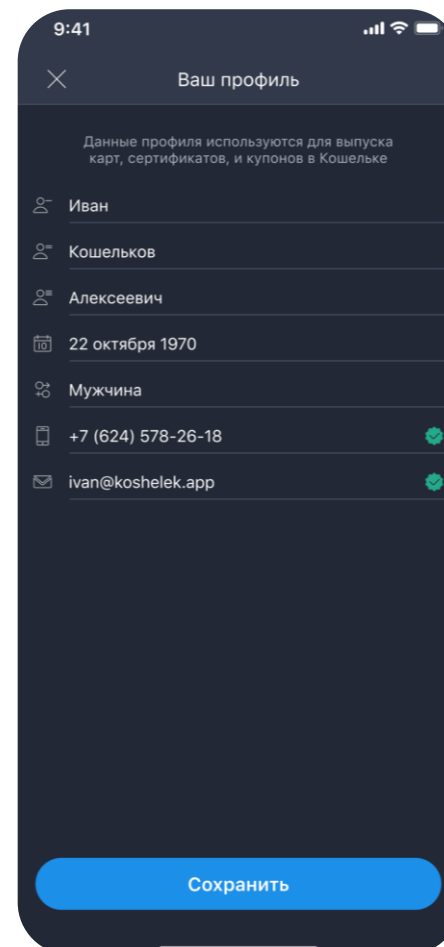 9:41
Ваш профиль
Данные профиля используются для выпуска
карт, сертификатов, и купонов в Кошельке
Иван
Кошельков
Алексеевич
10
22 октября 1970
Мужчина
+7 (624) 578-26-18
ivan@koshelek.app
Сохранить